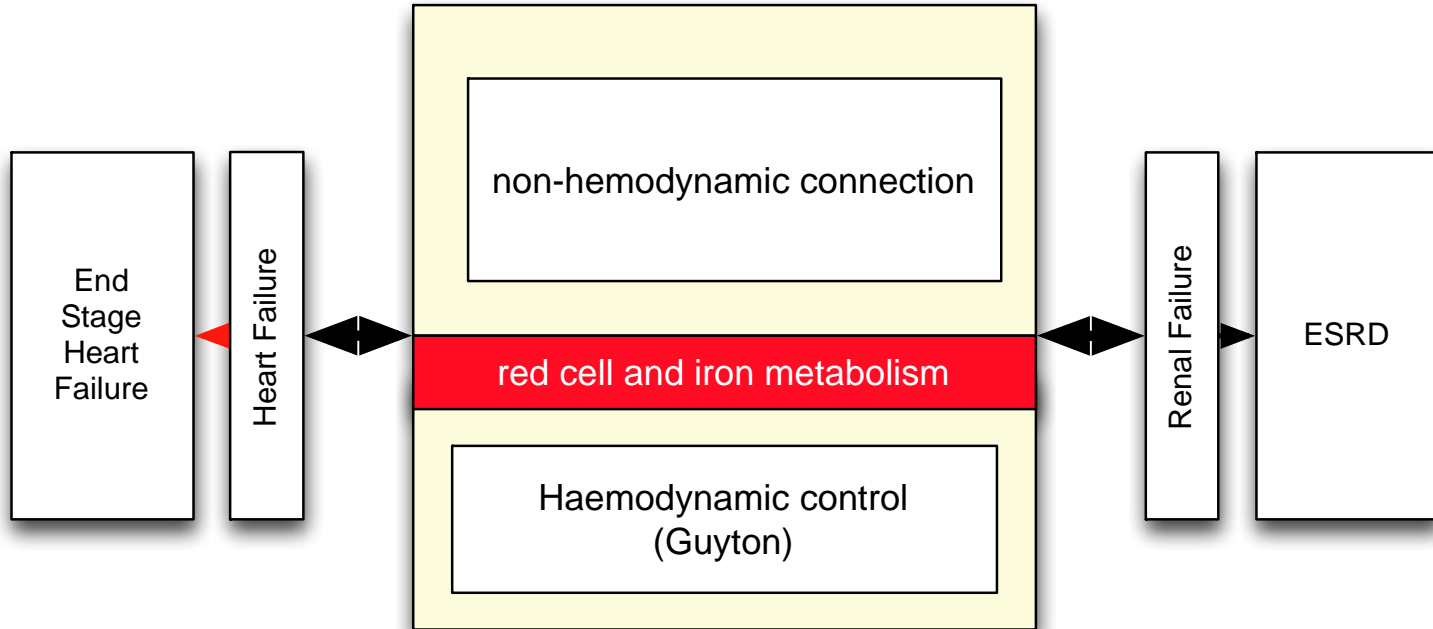 End
Stage
Heart
Failure
Heart Failure
non-hemodynamic connection
red cell and iron metabolism
Haemodynamic control
(Guyton)
Renal Failure
ESRD